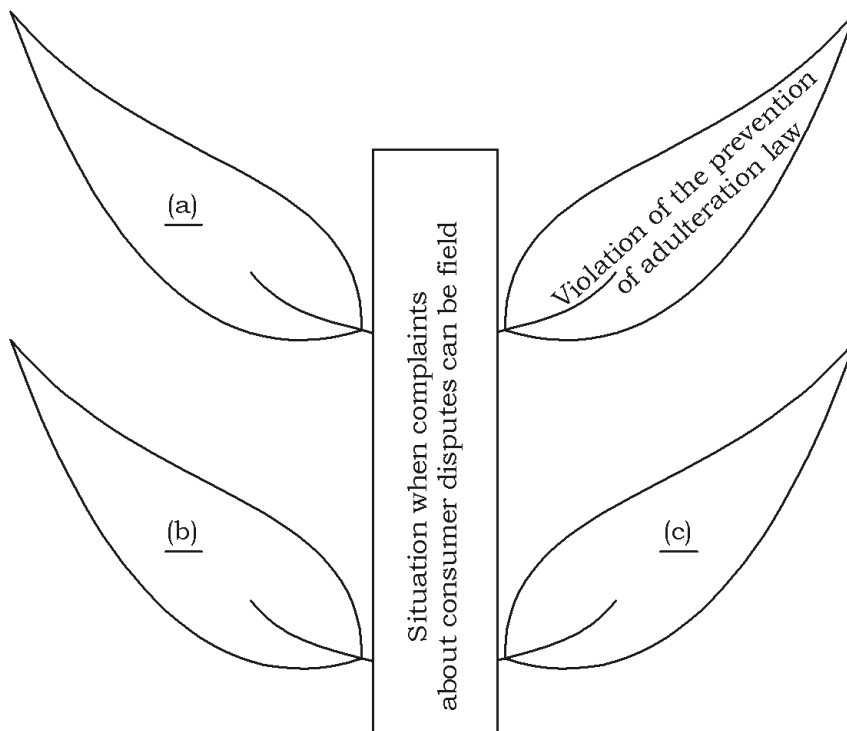 (a)
Violation of the prevention
of adulteration law
Situation when complaints
about consumer disputes can be field
(b)
(c)